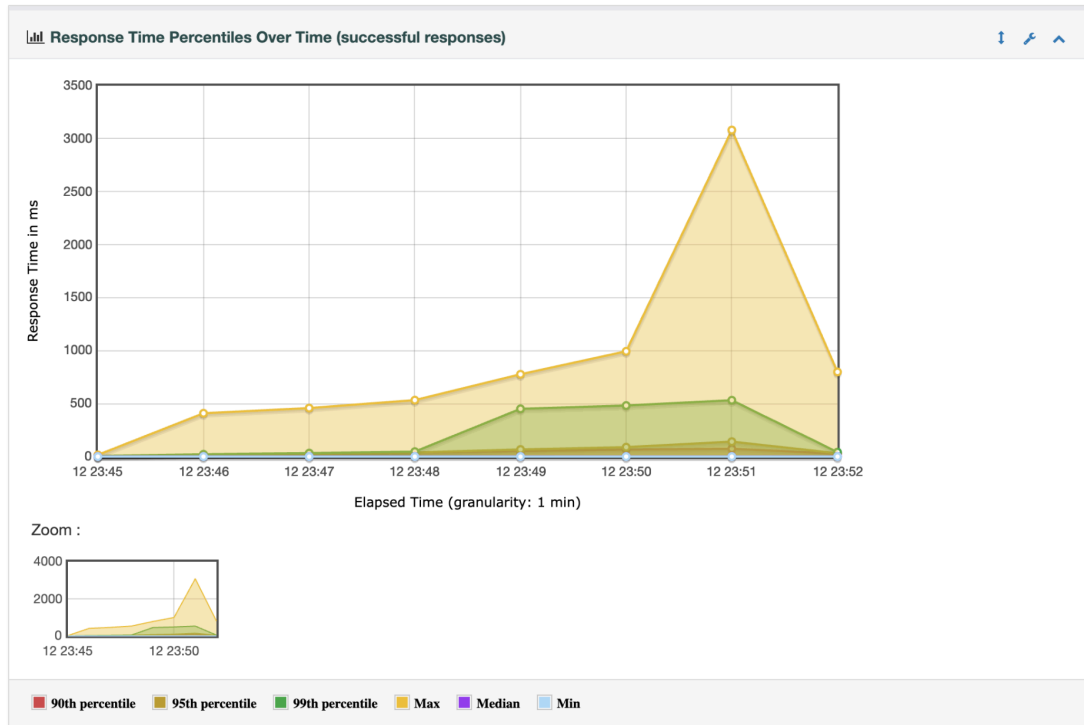 Response Time Percentiles Over Time (successful responses)
3500
3000
2500
2000
1500
1000
500
0
Response Time in ms
12 23:45 12 23:46 12 23:47 12 23:48 12 23:49 12 23:50 12 23:51 12 23:52
Elapsed Time (granularity: 1 min)
Zoom :
4000
2000
0
12 23:45 12 23:50
90th percentile 95th percentile 99th percentile Max Median Min